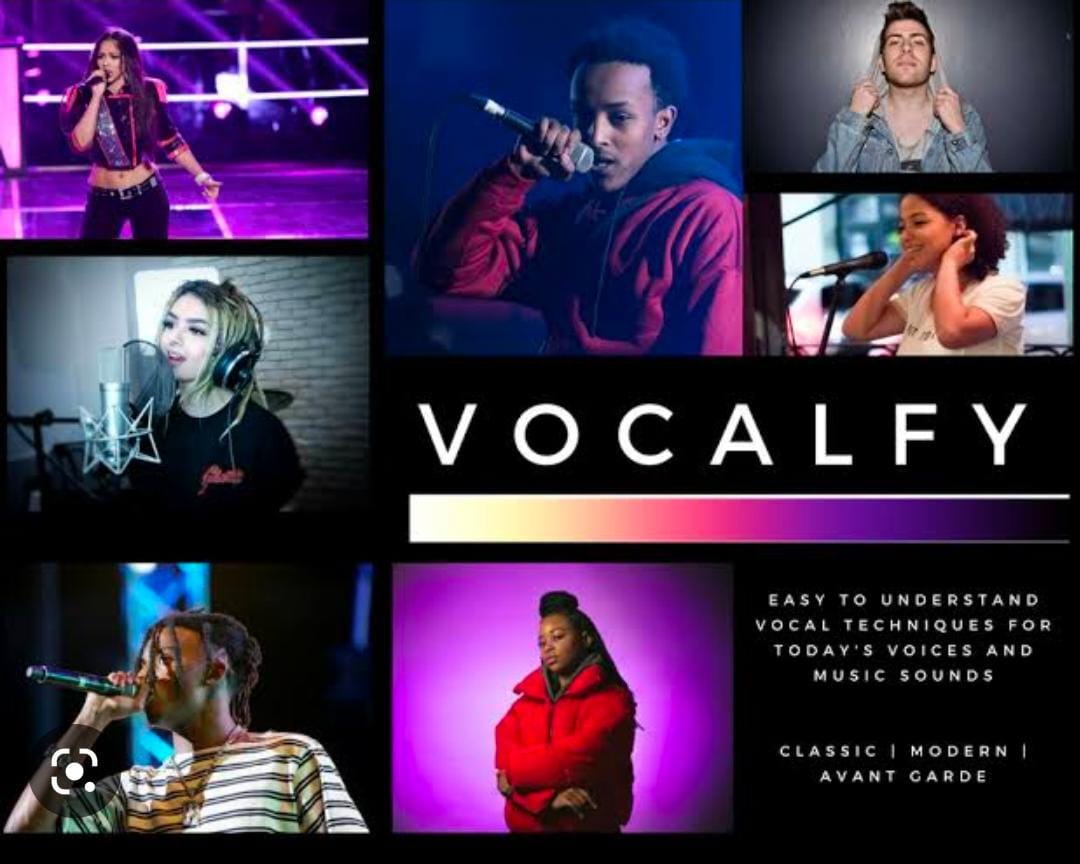 VOCALFY
EASY TO UNDERSTAND
VOCAL TECHNIQUES FOR
TODAY'S VOICES AND
MUSIC SOUNDS
CLASSIC | MODERN |
AVANT GARDE